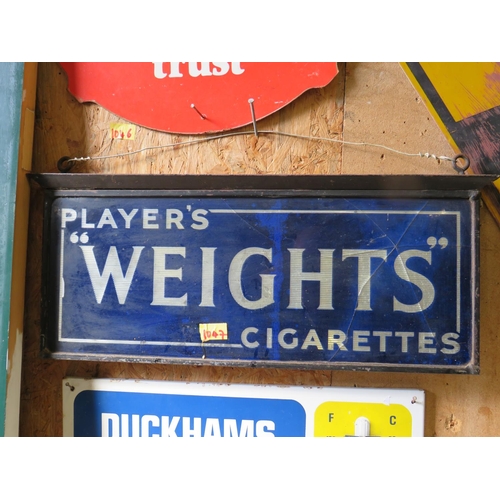 trust
1046
PLAYER'S
"WEIGHTS"
1047
CIGARETTES
DUCKHAMS
F C